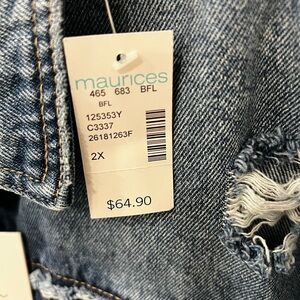 maurices
465 683 BFL
BFL
125353Y
C3337
26181263F
2X
$64.90